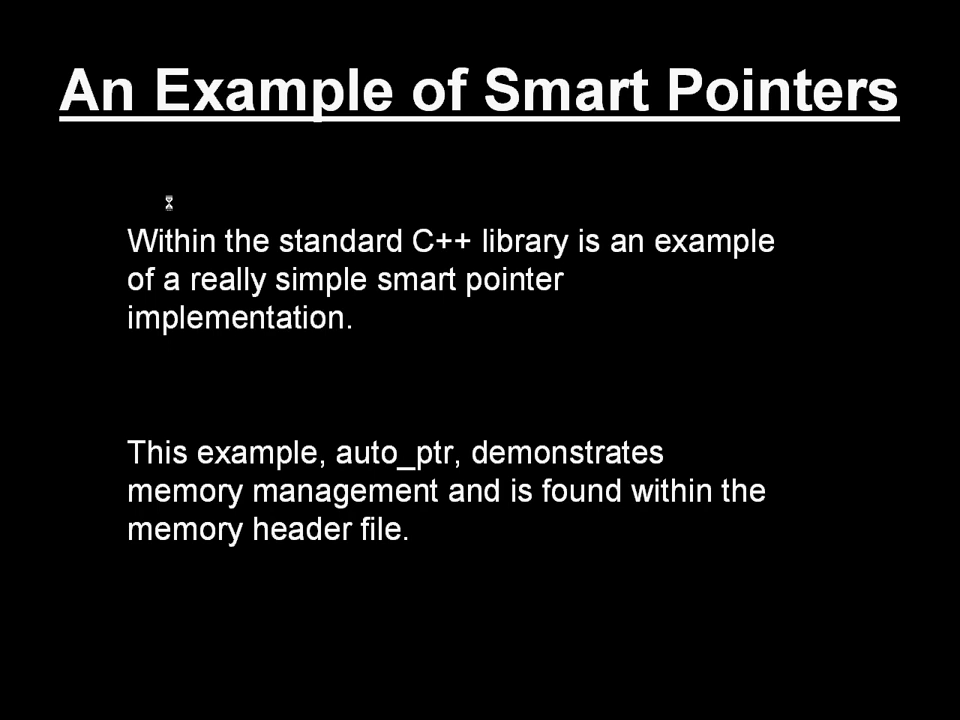 An Example of Smart Pointers
Within the standard C++ library is an example
of a really simple smart pointer
implementation.
This example, auto_ptr, demonstrates
memory management and is found within the
memory header file.